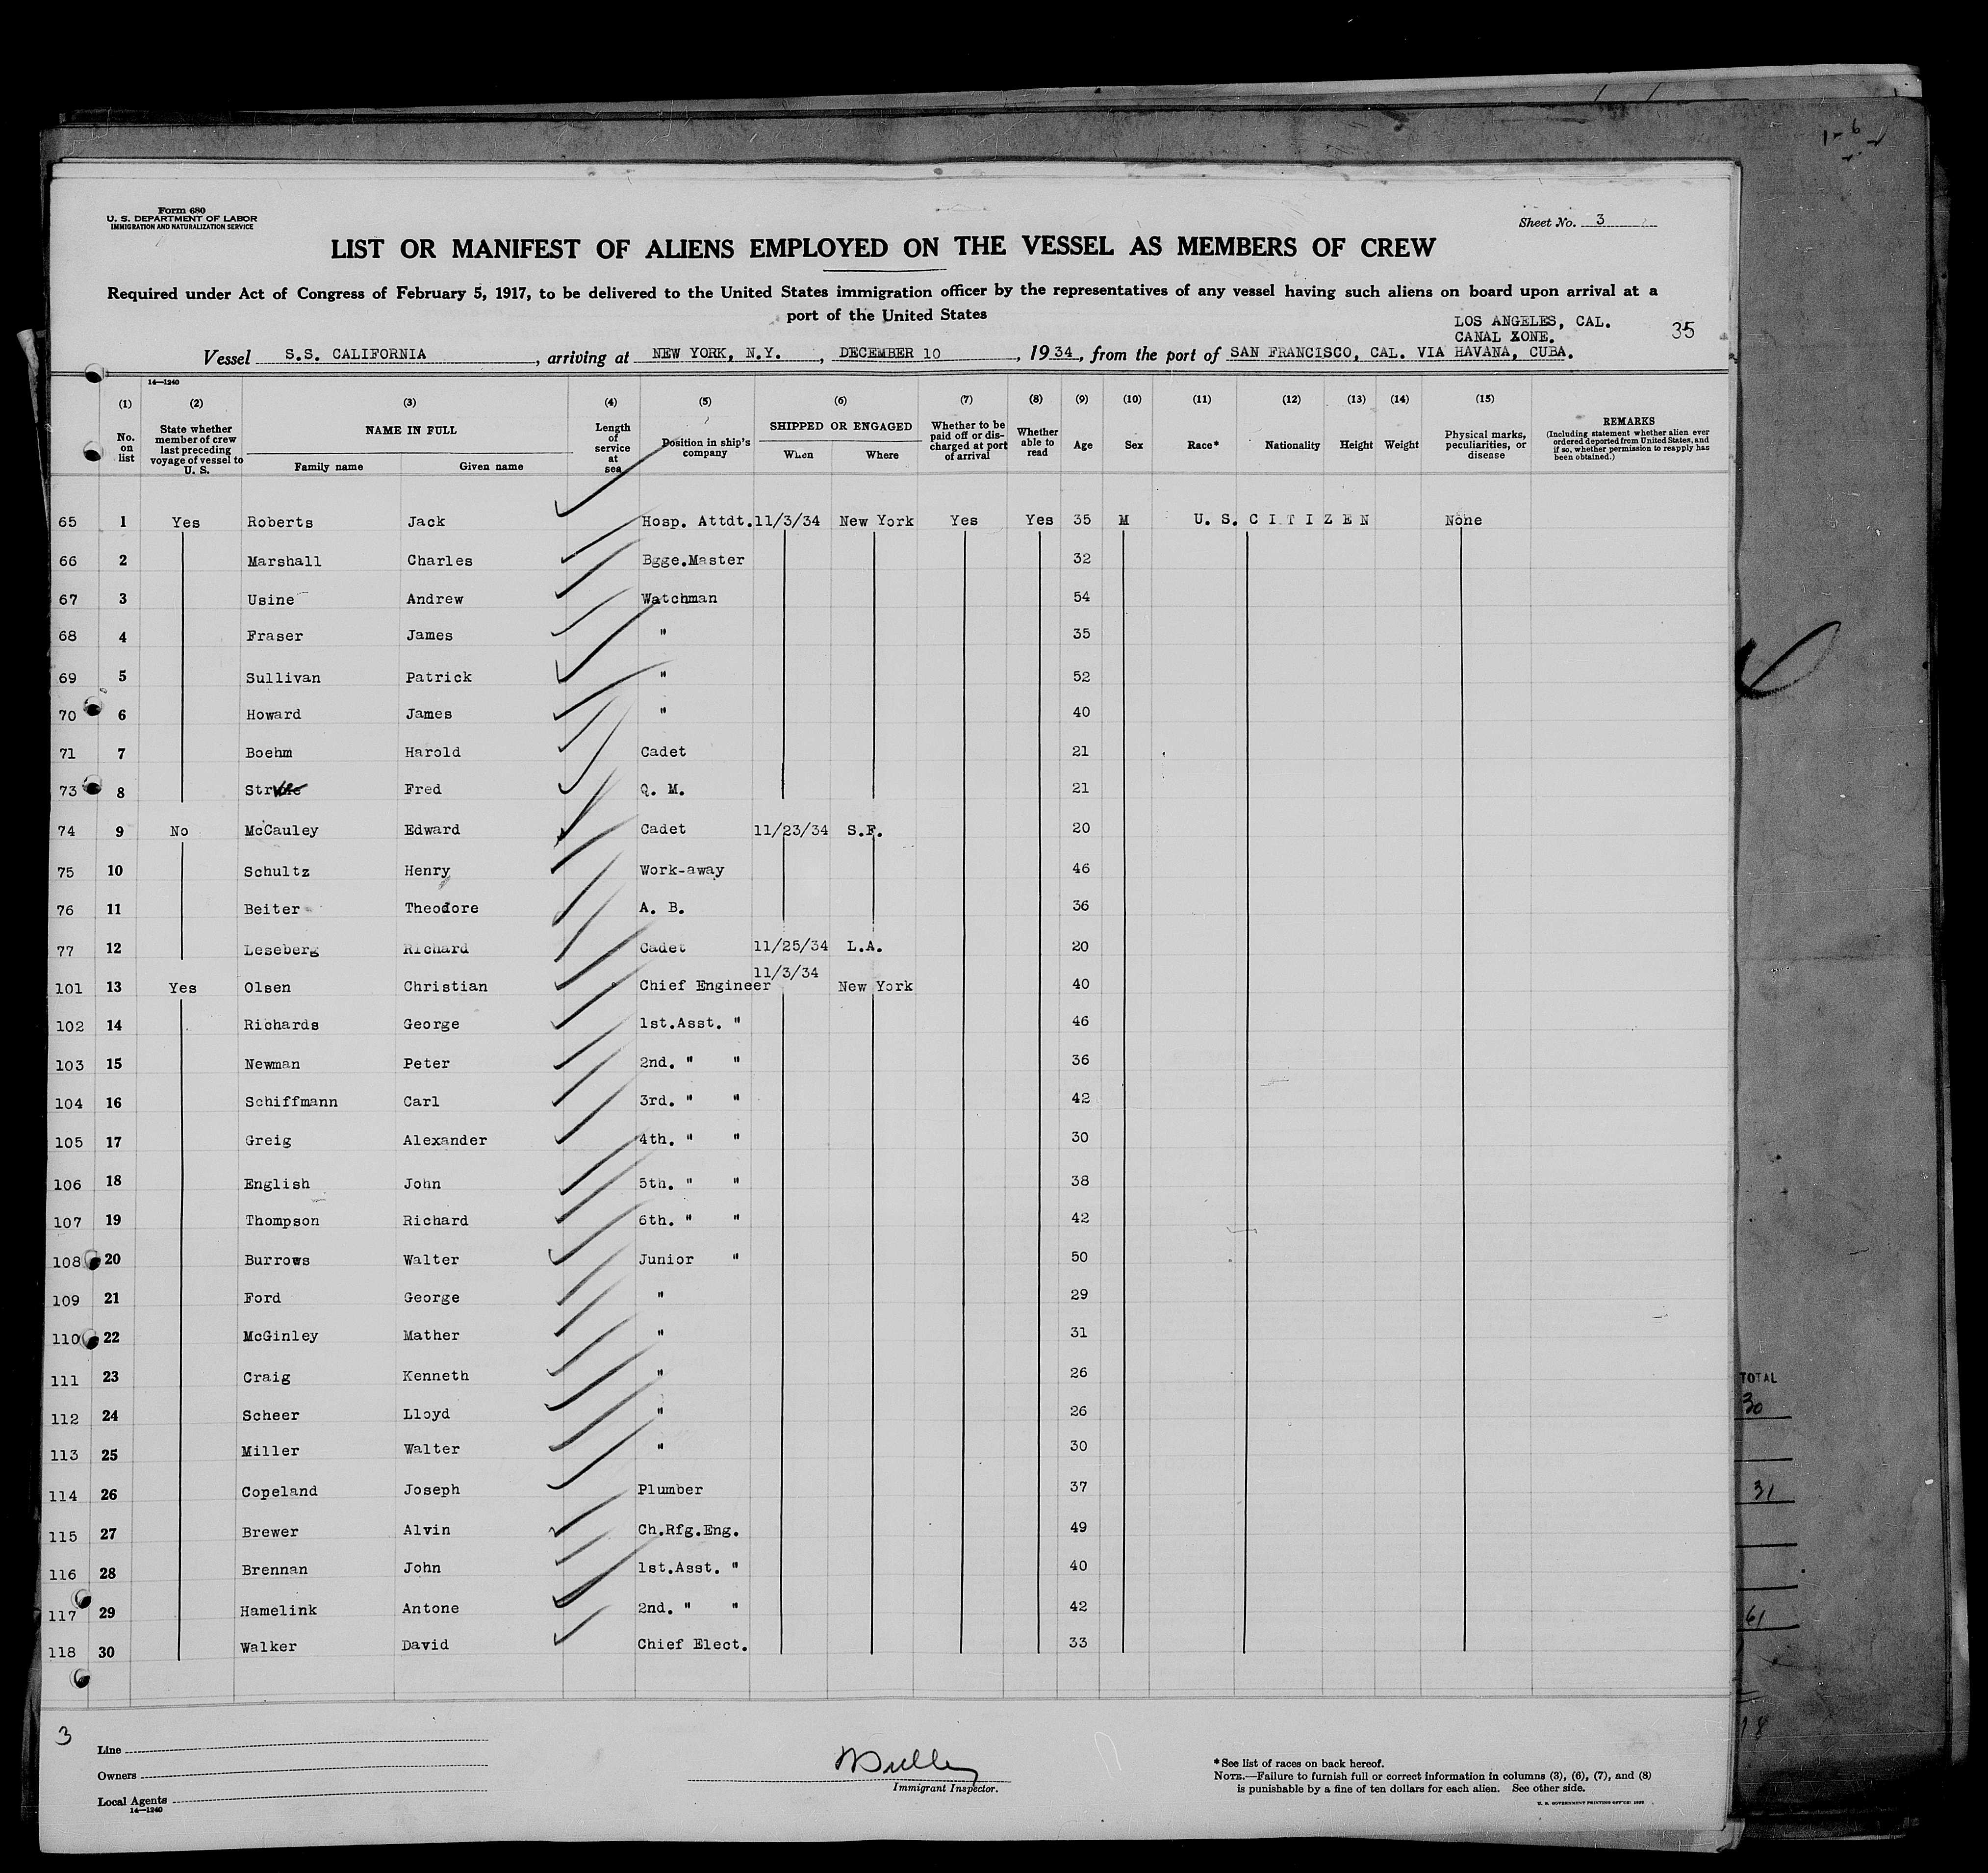 Form 680
U. S. DEPARTMENT OF LABOR
IMMIGRATION AND NATURALIZATION SERVICE
Sheet No. 3
LIST OR MANIFEST OF ALIENS EMPLOYED ON THE VESSEL AS MEMBERS OF CREW
Required under Act of Congress of February 5, 1917, to be delivered to the United States immigration officer by the representatives of any vessel having such aliens on board upon arrival at a
port of the United States
LOS ANGELES, CAL.
CANAL ZONE.
35
Vessel S.S. CALIFORNIA, arriving at NEW YORK, N.Y., DECEMBER 10, 1934, from the port of SAN FRANCISCO, CAL. VIA HAVANA, CUBA.
14—1240
(1) (2) (3) (4) (5) (6) (7) (8) (9) (10) (11) (12) (13) (14) (15)
No. on list
State whether member of crew last preceding voyage of vessel to U. S.
NAME IN FULL
Family name Given name
Length of service at sea
Position in ship's company
SHIPPED OR ENGAGED
When Where
Whether to be paid off or discharged at port of arrival
Whether able to read
Age
Sex
Race*
Nationality
Height
Weight
Physical marks, peculiarities, or disease
REMARKS
(Including statement whether alien ever ordered deported from United States, and if so, whether permission to reapply has been obtained.)
65 1 Yes Roberts Jack Hosp. Attdt. 11/3/34 New York Yes Yes 35 M U. S. C I T I Z E N None
66 2 Marshall Charles Bgge.Master 32
67 3 Usine Andrew Watchman 54
68 4 Fraser James " 35
69 5 Sullivan Patrick " 52
70 6 Howard James " 40
71 7 Boehm Harold Cadet 21
73 8 Fred Q. M. 21
74 9 No McCauley Edward Cadet 11/23/34 S.F. 20
75 10 Schultz Henry Work-away 46
76 11 Beiter Theodore A. B. 36
77 12 Leseberg Richard Cadet 11/25/34 L.A. 20
101 13 Yes Olsen Christian Chief Engineer 11/3/34 New York 40
102 14 Richards George 1st.Asst. " 46
103 15 Newman Peter 2nd. " " 36
104 16 Schiffmann Carl 3rd. " " 42
105 17 Greig Alexander 4th. " " 30
106 18 English John 5th. " " 38
107 19 Thompson Richard 6th. " " 42
108 20 Burrows Walter Junior " 50
109 21 Ford George " 29
110 22 McGinley Mather " 31
111 23 Craig Kenneth " 26
112 24 Scheer Lloyd " 26
113 25 Miller Walter " 30
114 26 Copeland Joseph Plumber 37
115 27 Brewer Alvin Ch.Rfg.Eng. 49
116 28 Brennan John 1st.Asst. " 40
117 29 Hamelink Antone 2nd. " " 42
118 30 Walker David Chief Elect. 33
TOTAL
30
31
61
3
Line
Owners
Local Agents
14—1240
Immigrant Inspector.
*See list of races on back hereof.
NOTE.—Failure to furnish full or correct information in columns (3), (6), (7), and (8)
is punishable by a fine of ten dollars for each alien. See other side.